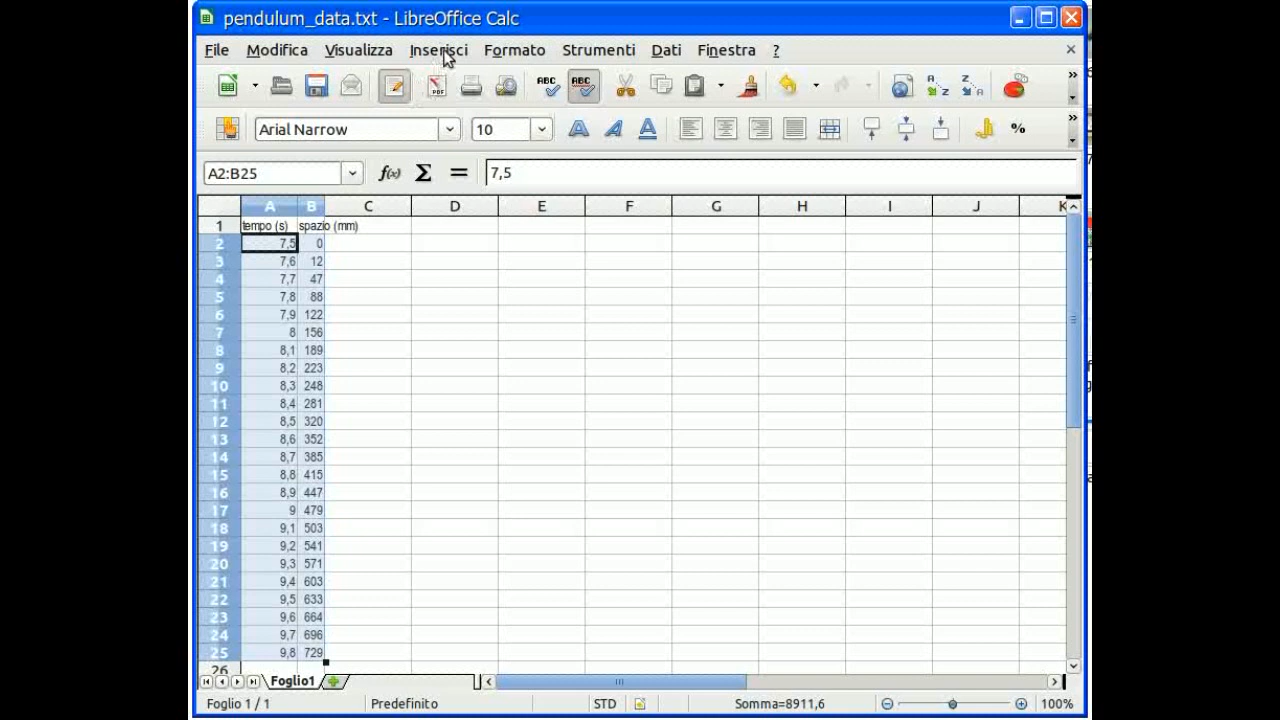 pendulum_data.txt - LibreOffice Calc
File Modifica Visualizza Inserisci Formato Strumenti Dati Finestra ?
Arial Narrow 10 %
A2:B25 f(x) Σ = 7,5
A B C D E F G H I J K
1 tempo (s) spazio (mm)
2 7,5 0
3 7,6 12
4 7,7 47
5 7,8 88
6 7,9 122
7 8 156
8 8,1 189
9 8,2 223
10 8,3 248
11 8,4 281
12 8,5 320
13 8,6 352
14 8,7 385
15 8,8 415
16 8,9 447
17 9 479
18 9,1 503
19 9,2 541
20 9,3 571
21 9,4 603
22 9,5 633
23 9,6 664
24 9,7 696
25 9,8 729
26
Foglio1
Foglio 1 / 1 Predefinito STD Somma=8911,6 100%